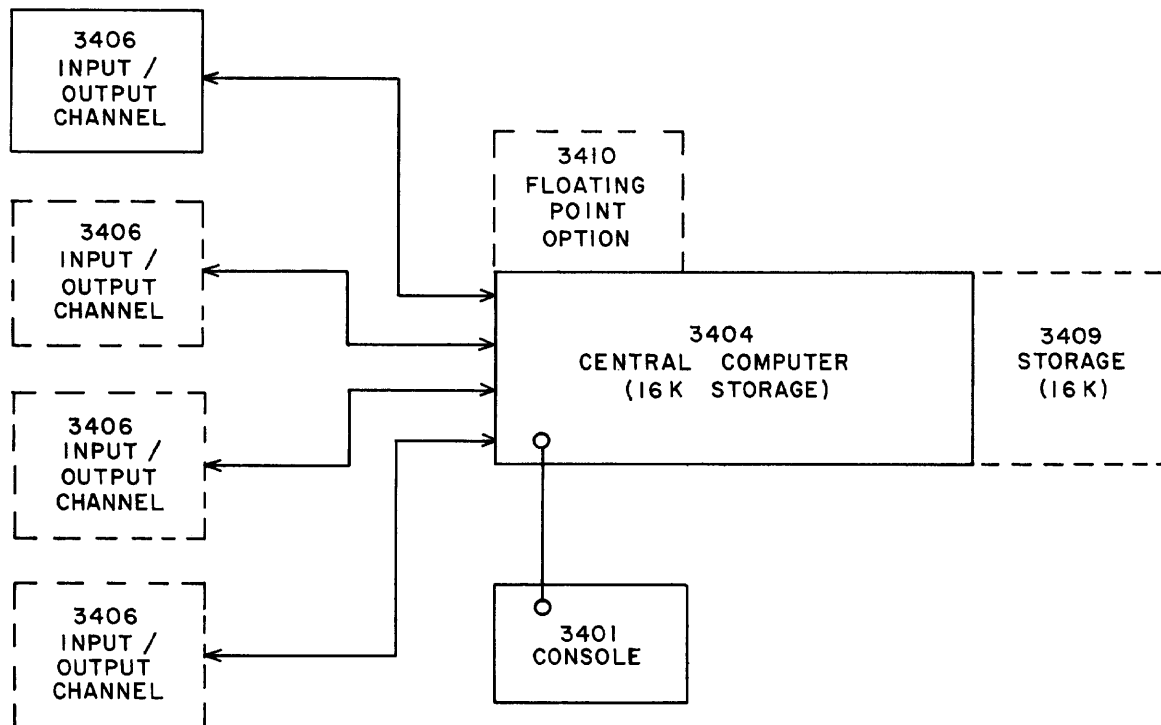 3406
INPUT /
OUTPUT
CHANNEL
3410
FLOATING
POINT
OPTION
3406
INPUT /
OUTPUT
CHANNEL
3404
CENTRAL COMPUTER
(16K STORAGE)
3409
STORAGE
(16K)
3406
INPUT /
OUTPUT
CHANNEL
3406
INPUT /
OUTPUT
CHANNEL
3401
CONSOLE